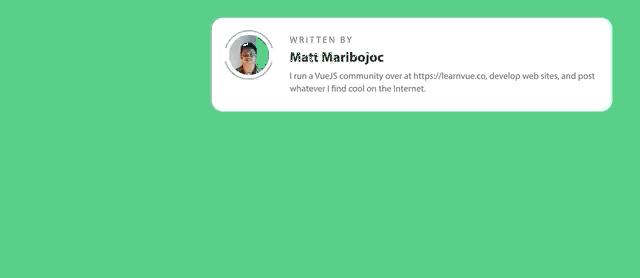 WRITTEN BY
Matt Maribojoc
I run a VueJS community over at https://learnvue.co, develop web sites, and post
whatever I find cool on the Internet.